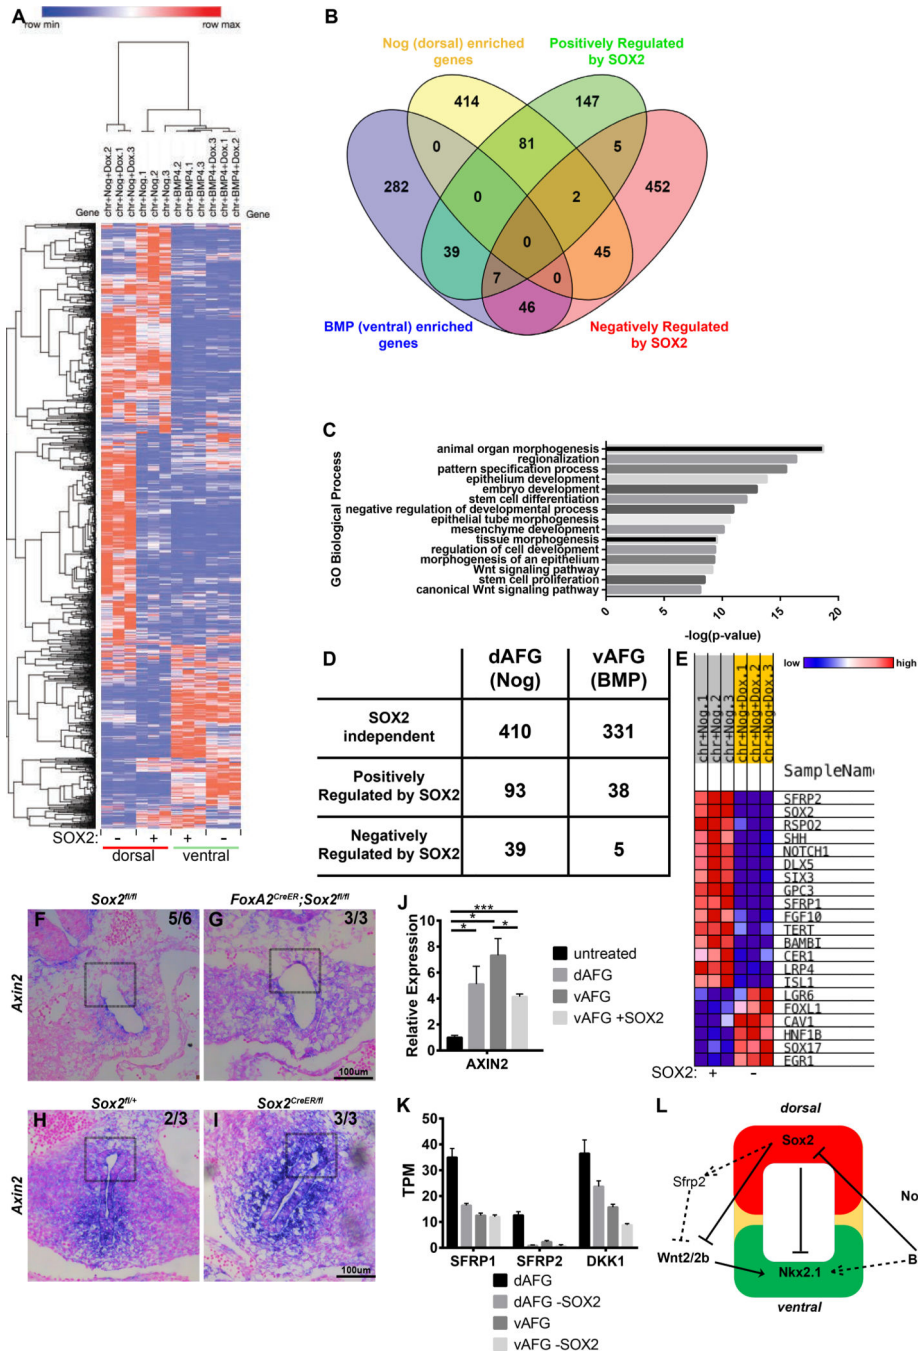 A
row min
row max
chr+Nog+Dox.2
chr+Nog+Dox.1
chr+Nog+Dox.3
chr+Nog.1
chr+Nog.2
chr+Nog.3
chr+BMP4.2
chr+BMP4.1
chr+BMP4.3
chr+BMP4+Dox.3
chr+BMP4+Dox.1
chr+BMP4+Dox.2
Gene
Gene
SOX2: - + + -
dorsal ventral
B
Nog (dorsal) enriched
genes
Positively Regulated
by SOX2
414
147
0
81
5
282
0
2
452
0
39
45
7
0
46
BMP (ventral) enriched
genes
Negatively Regulated
by SOX2
C
GO Biological Process
animal organ morphogenesis
regionalization
pattern specification process
epithelium development
embryo development
stem cell differentiation
negative regulation of developmental process
epithelial tube morphogenesis
mesenchyme development
tissue morphogenesis
regulation of cell development
morphogenesis of an epithelium
Wnt signaling pathway
stem cell proliferation
canonical Wnt signaling pathway
0 5 10 15 20
-log(p-value)
D
dAFG
(Nog)
vAFG
(BMP)
SOX2
independent
410
331
Positively
Regulated by SOX2
93
38
Negatively
Regulated by SOX2
39
5
E
low
high
chr+Nog.1
chr+Nog.2
chr+Nog.3
chr+Nog+Dox.1
chr+Nog+Dox.2
chr+Nog+Dox.3
SampleNam
SFRP2
SOX2
RSPO2
SHH
NOTCH1
DLX5
SIX3
GPC3
SFRP1
FGF10
TERT
BAMBI
CER1
LRP4
ISL1
LGR6
FOXL1
CAV1
HNF1B
SOX17
EGR1
SOX2: + -
Sox2fl/fl
FoxA2CreER;Sox2fl/fl
F
5/6
G
3/3
Axin2
100um
Sox2fl/+
Sox2CreER/fl
H
2/3
I
3/3
Axin2
100um
J
Relative Expression
10
8
6
4
2
0
***
*
*
*
AXIN2
untreated
dAFG
vAFG
vAFG +SOX2
K
TPM
50
40
30
20
10
0
SFRP1 SFRP2 DKK1
dAFG
dAFG -SOX2
vAFG
vAFG -SOX2
L
dorsal
Sox2
Sfrp2
No
Wnt2/2b
Nkx2.1
B
ventral